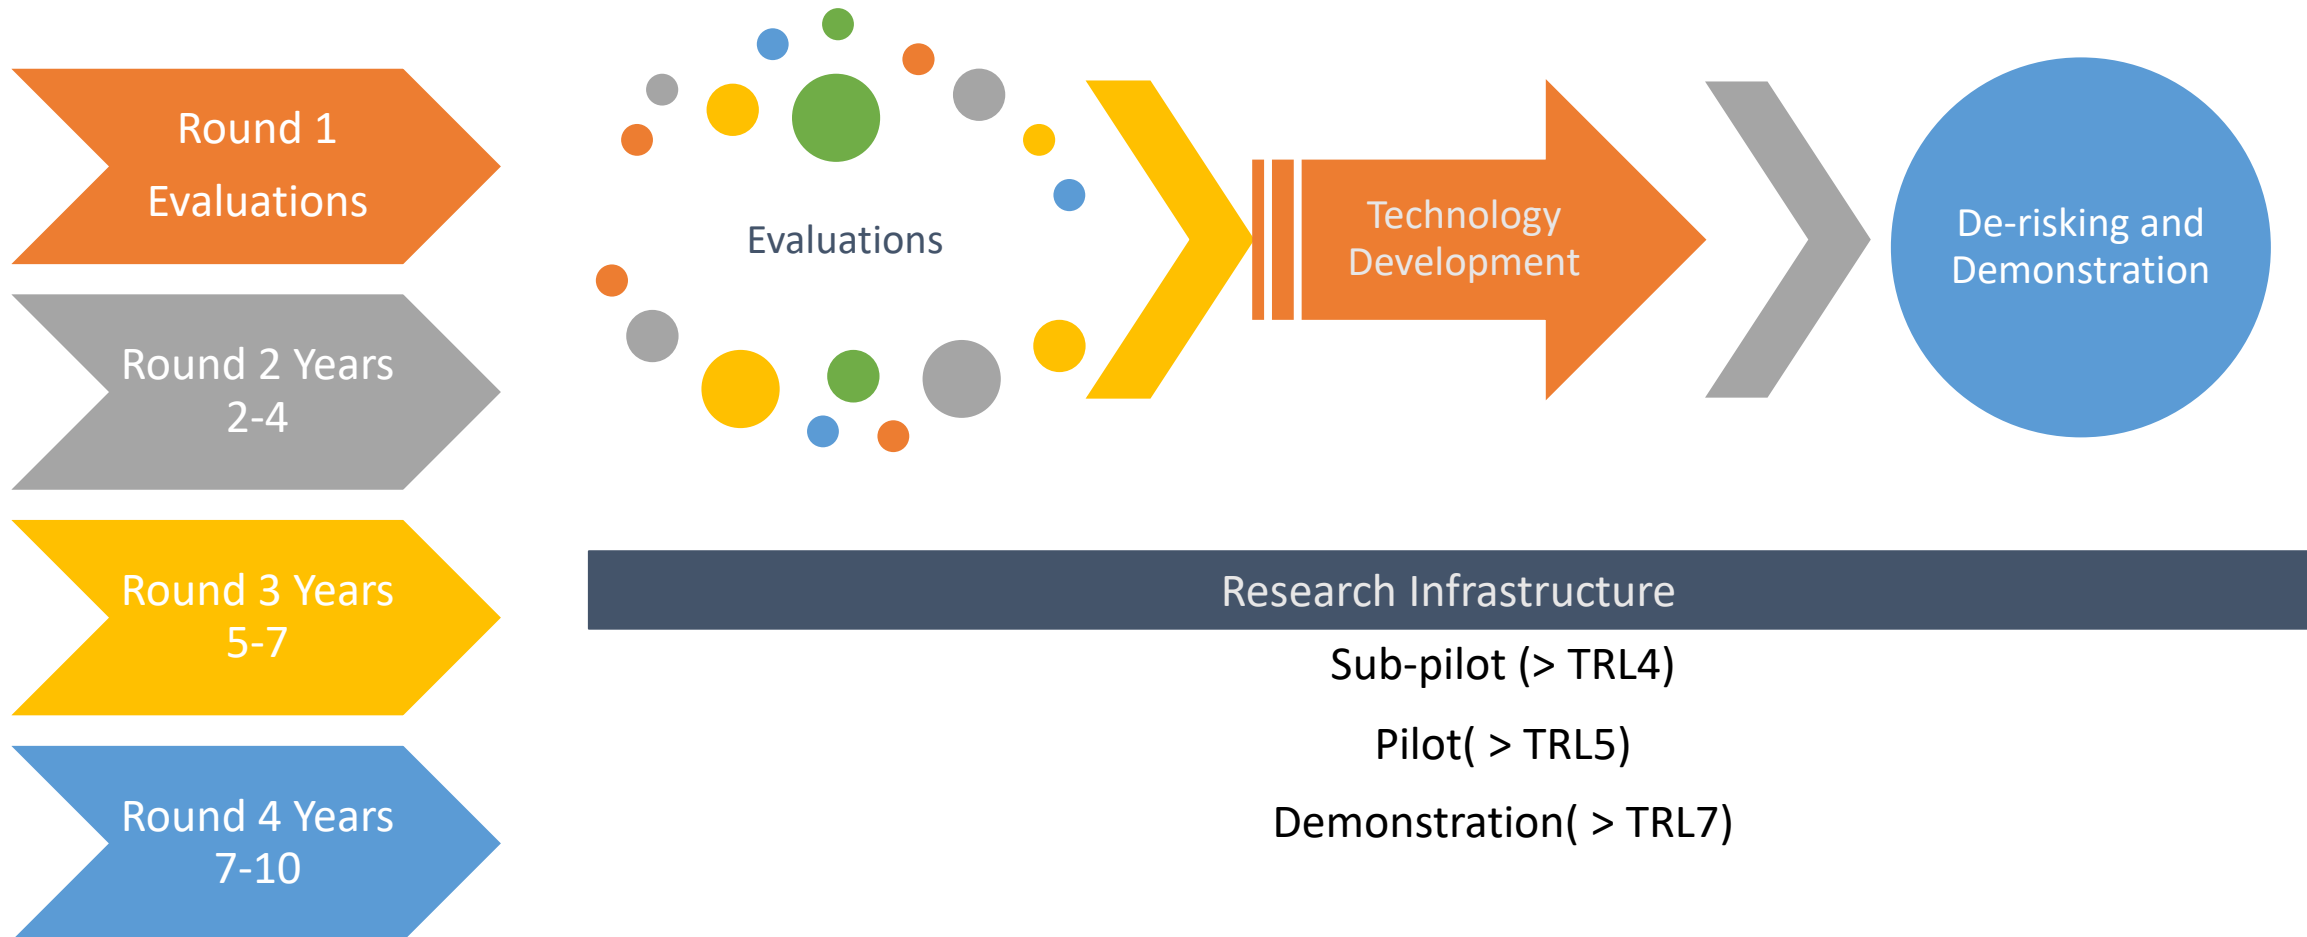 Round 1
Evaluations
Round 2 Years
2-4
Round 3 Years
5-7
Round 4 Years
7-10
Evaluations
Technology
Development
De-risking and
Demonstration
Research Infrastructure
Sub-pilot (> TRL4)
Pilot( > TRL5)
Demonstration( > TRL7)